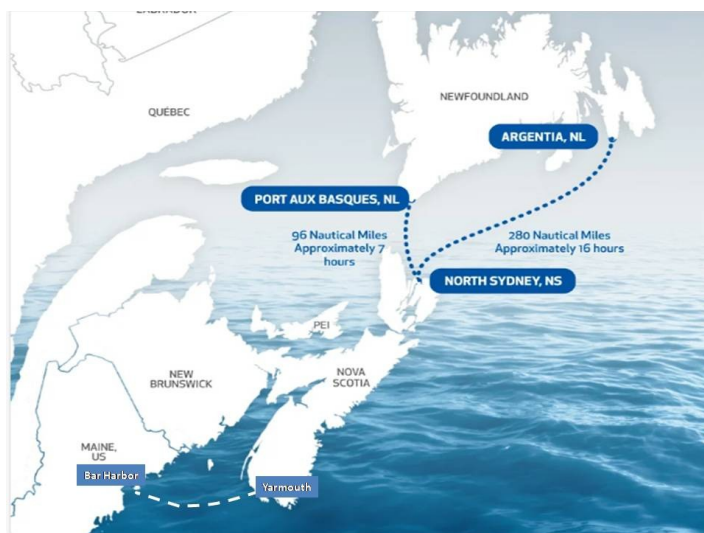 LABRADOR
QUÉBEC
NEWFOUNDLAND
ARGENTIA, NL
PORT AUX BASQUES, NL
96 Nautical Miles
Approximately 7
hours
280 Nautical Miles
Approximately 16 hours
NORTH SYDNEY, NS
PEI
NEW
BRUNSWICK
NOVA
SCOTIA
MAINE,
US
Bar Harbor
Yarmouth